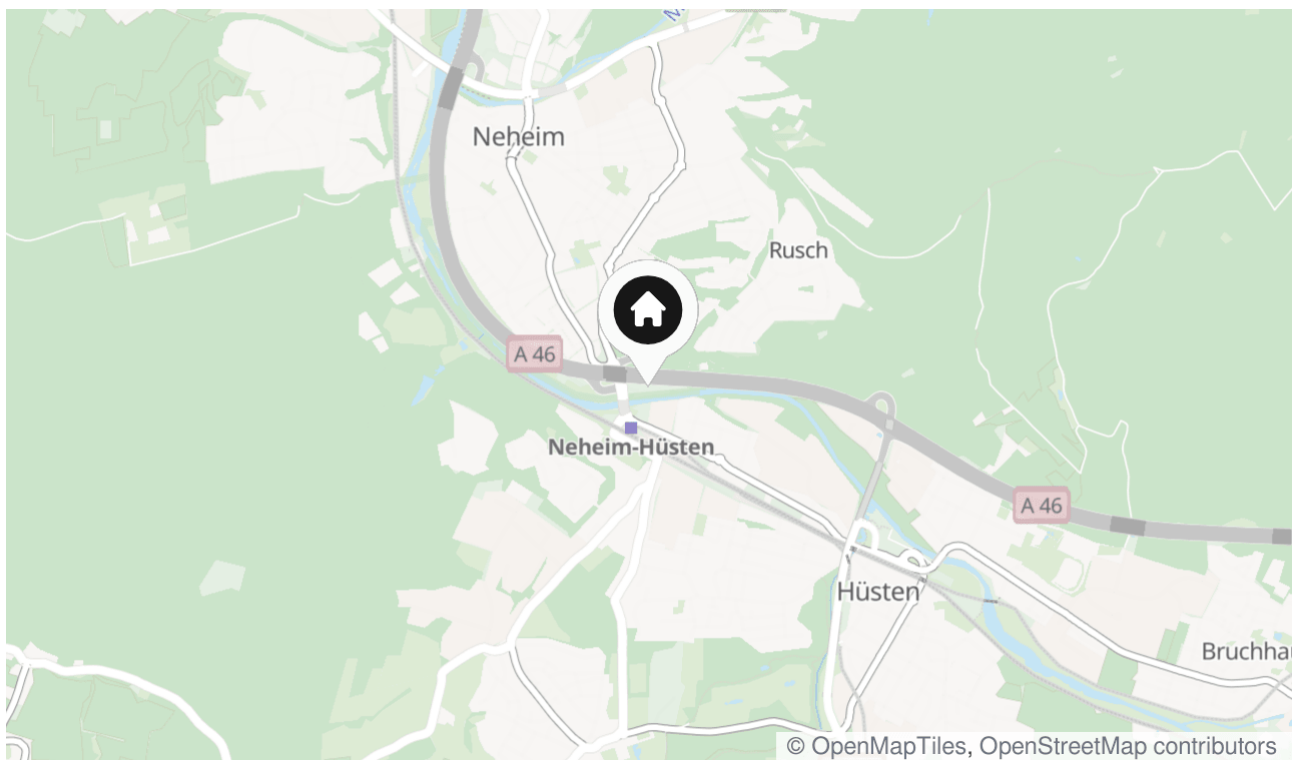 Neheim
Rusch
A 46
Neheim-Hüsten
A 46
Hüsten
Bruchhau
© OpenMapTiles, OpenStreetMap contributors